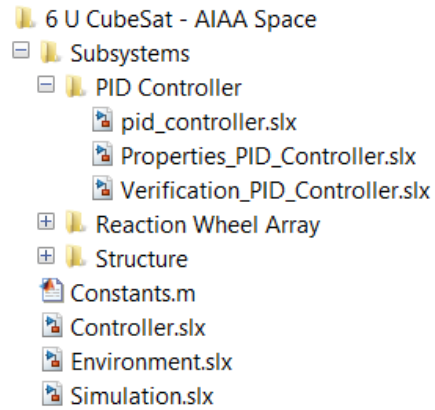 6 U CubeSat - AIAA Space
Subsystems
PID Controller
pid_controller.slx
Properties_PID_Controller.slx
Verification_PID_Controller.slx
Reaction Wheel Array
Structure
Constants.m
Controller.slx
Environment.slx
Simulation.slx